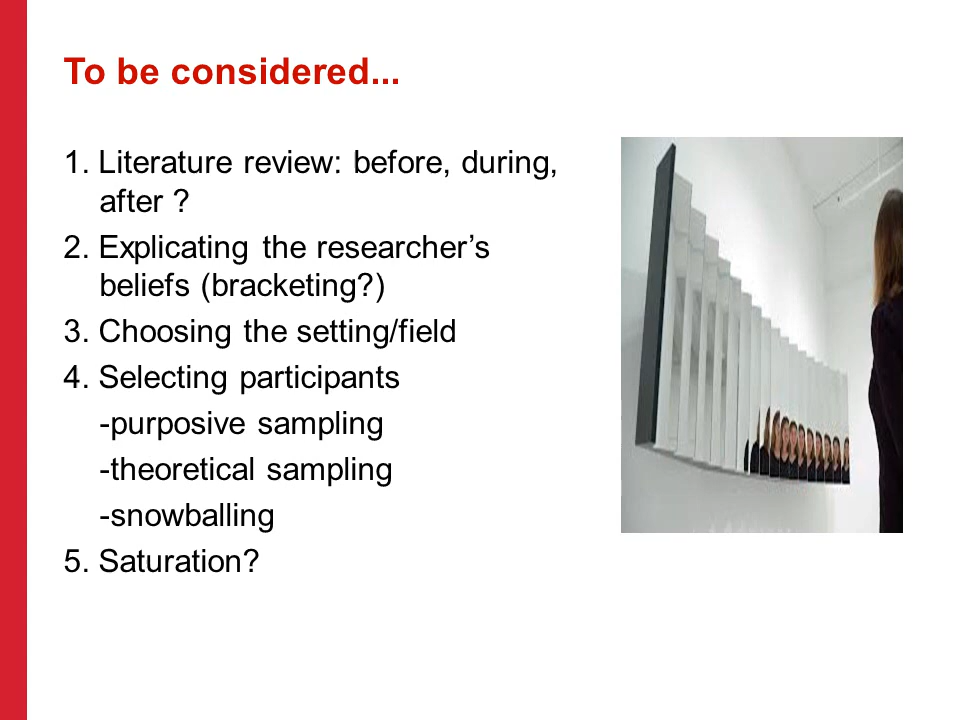 To be considered...
1. Literature review: before, during,
after ?
2. Explicating the researcher’s
beliefs (bracketing?)
3. Choosing the setting/field
4. Selecting participants
-purposive sampling
-theoretical sampling
-snowballing
5. Saturation?